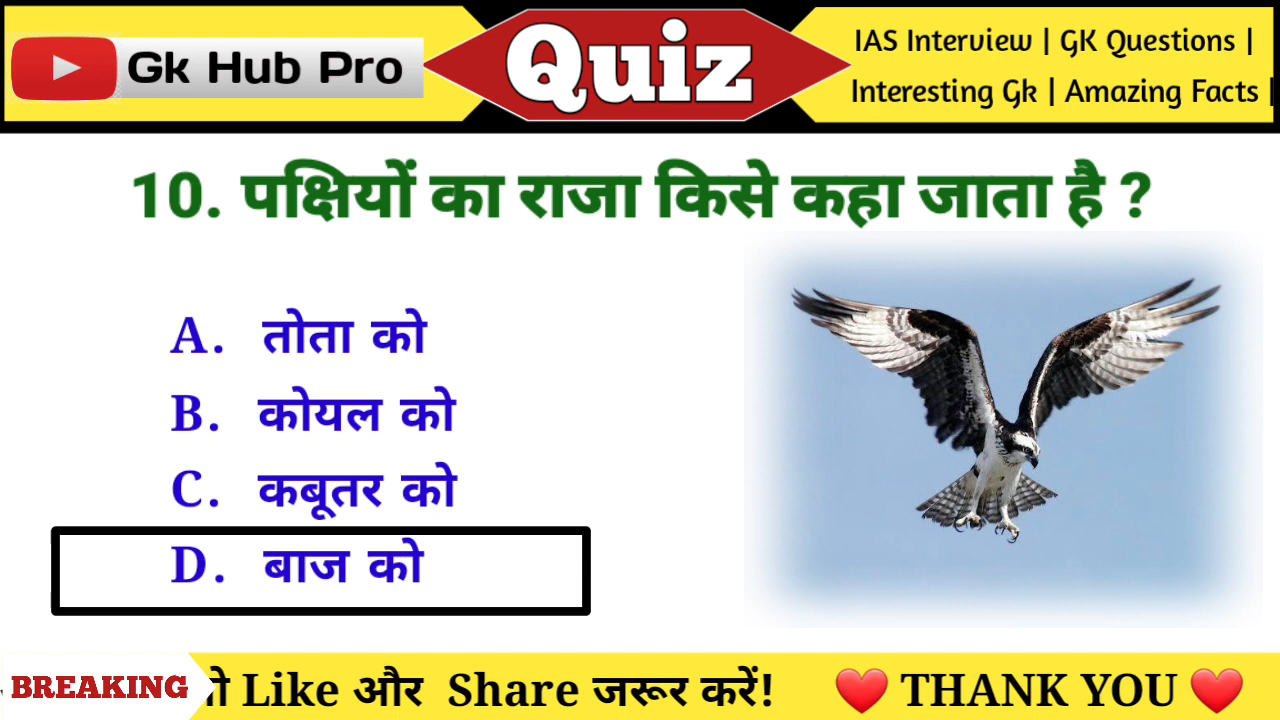 Gk Hub Pro
Quiz
IAS Interview | GK Questions |
Interesting Gk | Amazing Facts |
10. पक्षियों का राजा किसे कहा जाता है ?
A. तोता को
B. कोयल को
C. कबूतर को
D. बाज को
BREAKING
Like और Share जरूर करें!
THANK YOU